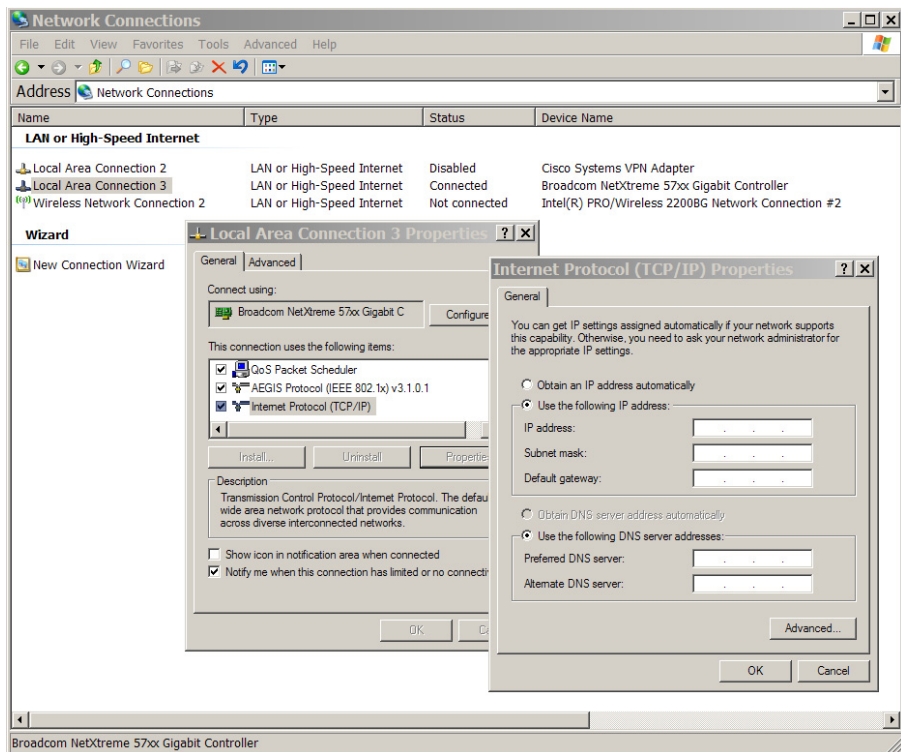 Network Connections
File Edit View Favorites Tools Advanced Help
Address Network Connections
Name Type Status Device Name
LAN or High-Speed Internet
Local Area Connection 2 LAN or High-Speed Internet Disabled Cisco Systems VPN Adapter
Local Area Connection 3 LAN or High-Speed Internet Connected Broadcom NetXtreme 57xx Gigabit Controller
Wireless Network Connection 2 LAN or High-Speed Internet Not connected Intel(R) PRO/Wireless 2200BG Network Connection #2
Wizard
New Connection Wizard
Local Area Connection 3 Properties
General Advanced
Connect using:
Broadcom NetXtreme 57xx Gigabit C
Configure
This connection uses the following items:
QoS Packet Scheduler
AEGIS Protocol (IEEE 802.1x) v3.1.0.1
Internet Protocol (TCP/IP)
Install... Uninstall Propertie
Description
Transmission Control Protocol/Internet Protocol. The defau
wide area network protocol that provides communication
across diverse interconnected networks.
Show icon in notification area when connected
Notify me when this connection has limited or no connecti
OK C
Internet Protocol (TCP/IP) Properties
General
You can get IP settings assigned automatically if your network supports
this capability. Otherwise, you need to ask your network administrator for
the appropriate IP settings.
Obtain an IP address automatically
Use the following IP address:
IP address:
Subnet mask:
Default gateway:
Obtain DNS server address automatically
Use the following DNS server addresses:
Preferred DNS server:
Alternate DNS server:
Advanced...
OK Cancel
Broadcom NetXtreme 57xx Gigabit Controller